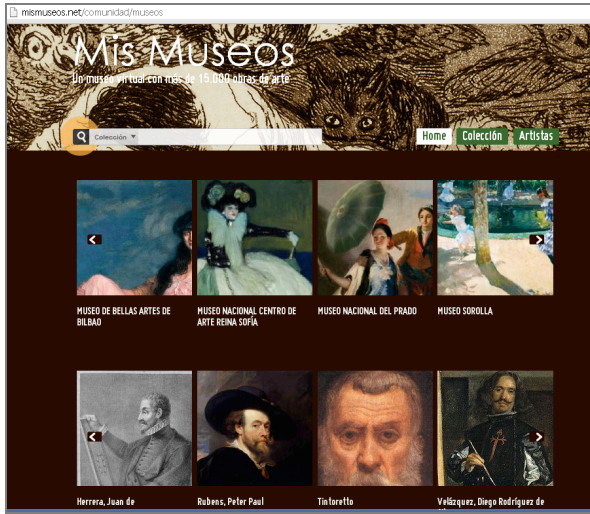 mismuseos.net/comunidad/museos
Mis Museos
Un museo virtual con más de 15.000 obras de arte
Colección
Home Colección Artistas
MUSEO DE BELLAS ARTES DE
BILBAO
MUSEO NACIONAL CENTRO DE
ARTE REINA SOFÍA
MUSEO NACIONAL DEL PRADO
MUSEO SOROLLA
Herrera, Juan de
Rubens, Peter Paul
Tintoretto
Velázquez, Diego Rodríguez de